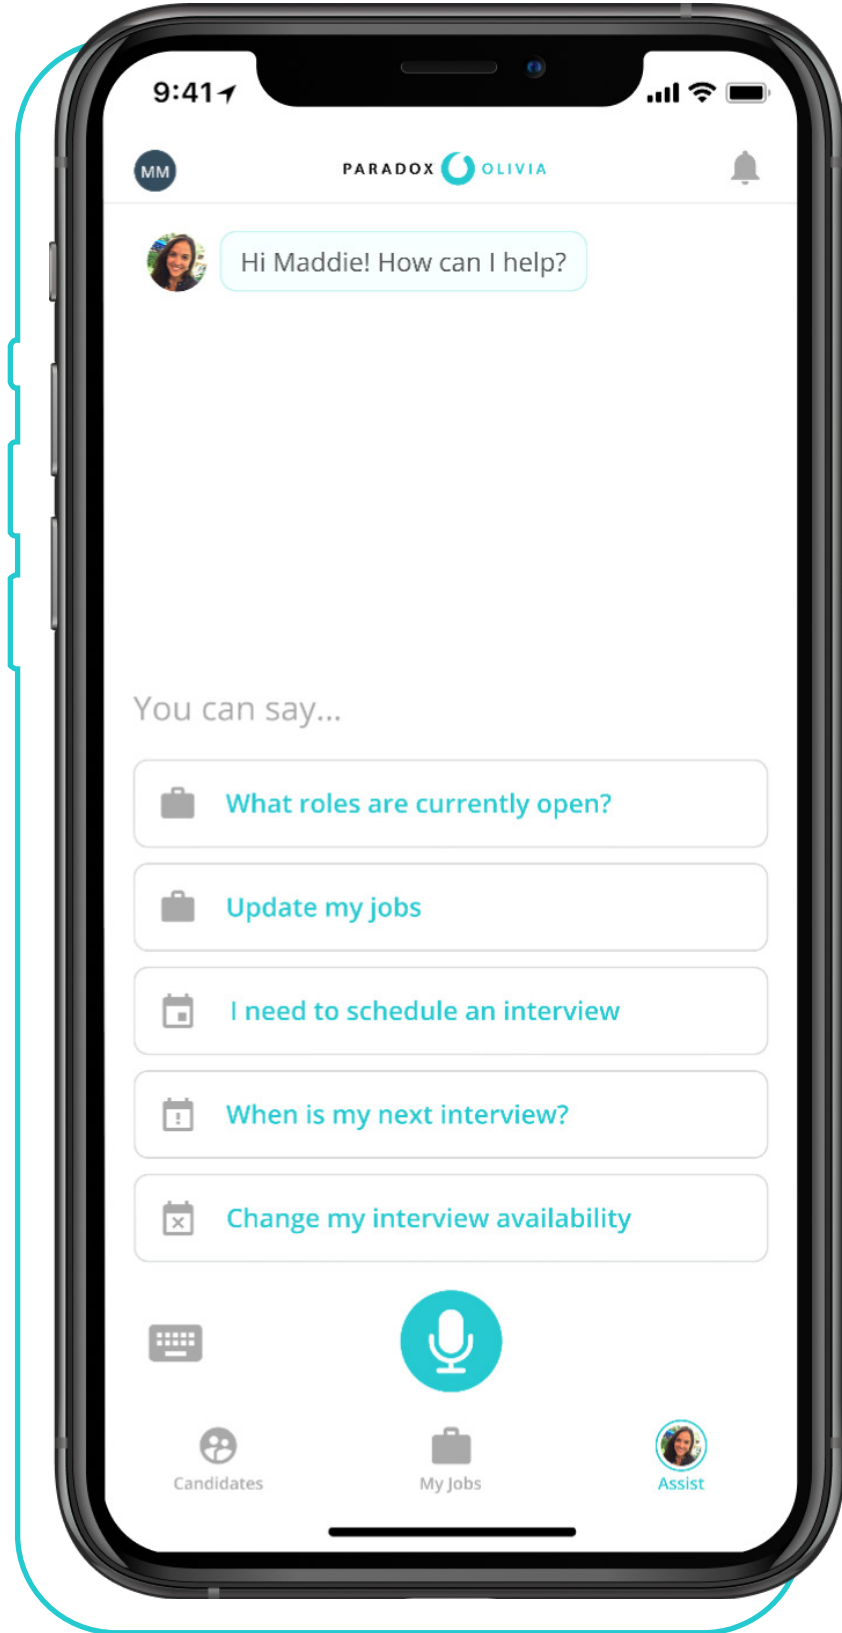 9:41
MM
PARADOX OLIVIA
Hi Maddie! How can I help?
You can say...
What roles are currently open?
Update my jobs
I need to schedule an interview
When is my next interview?
Change my interview availability
Candidates
My Jobs
Assist